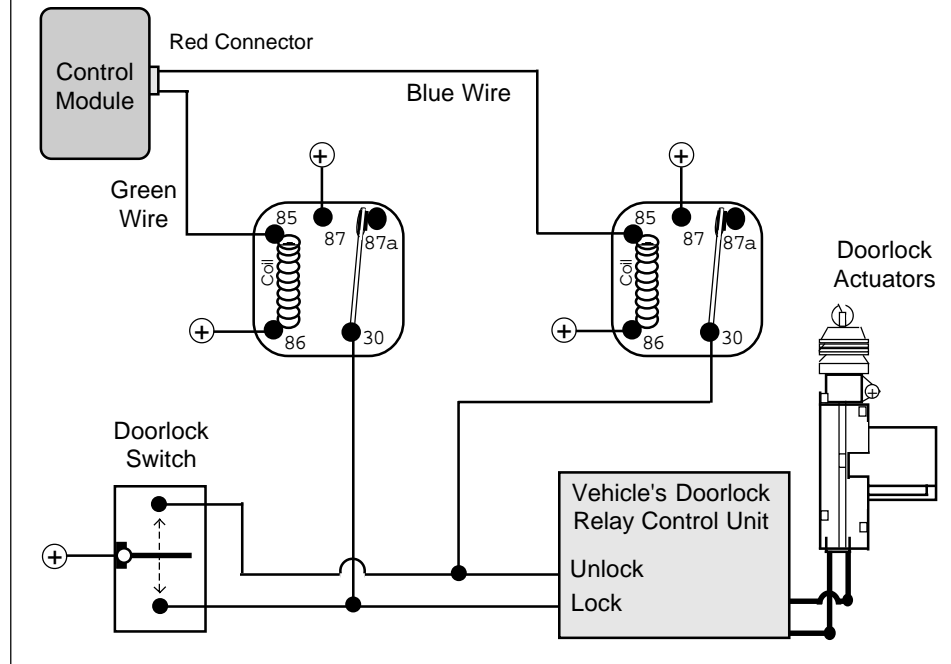 Control
Module
Red Connector
Blue Wire
Green
Wire
+
85
87
87a
Coil
+
86
30
+
85
87
87a
Coil
+
86
30
Doorlock
Actuators
+
Doorlock
Switch
+
Vehicle's Doorlock
Relay Control Unit
Unlock
Lock